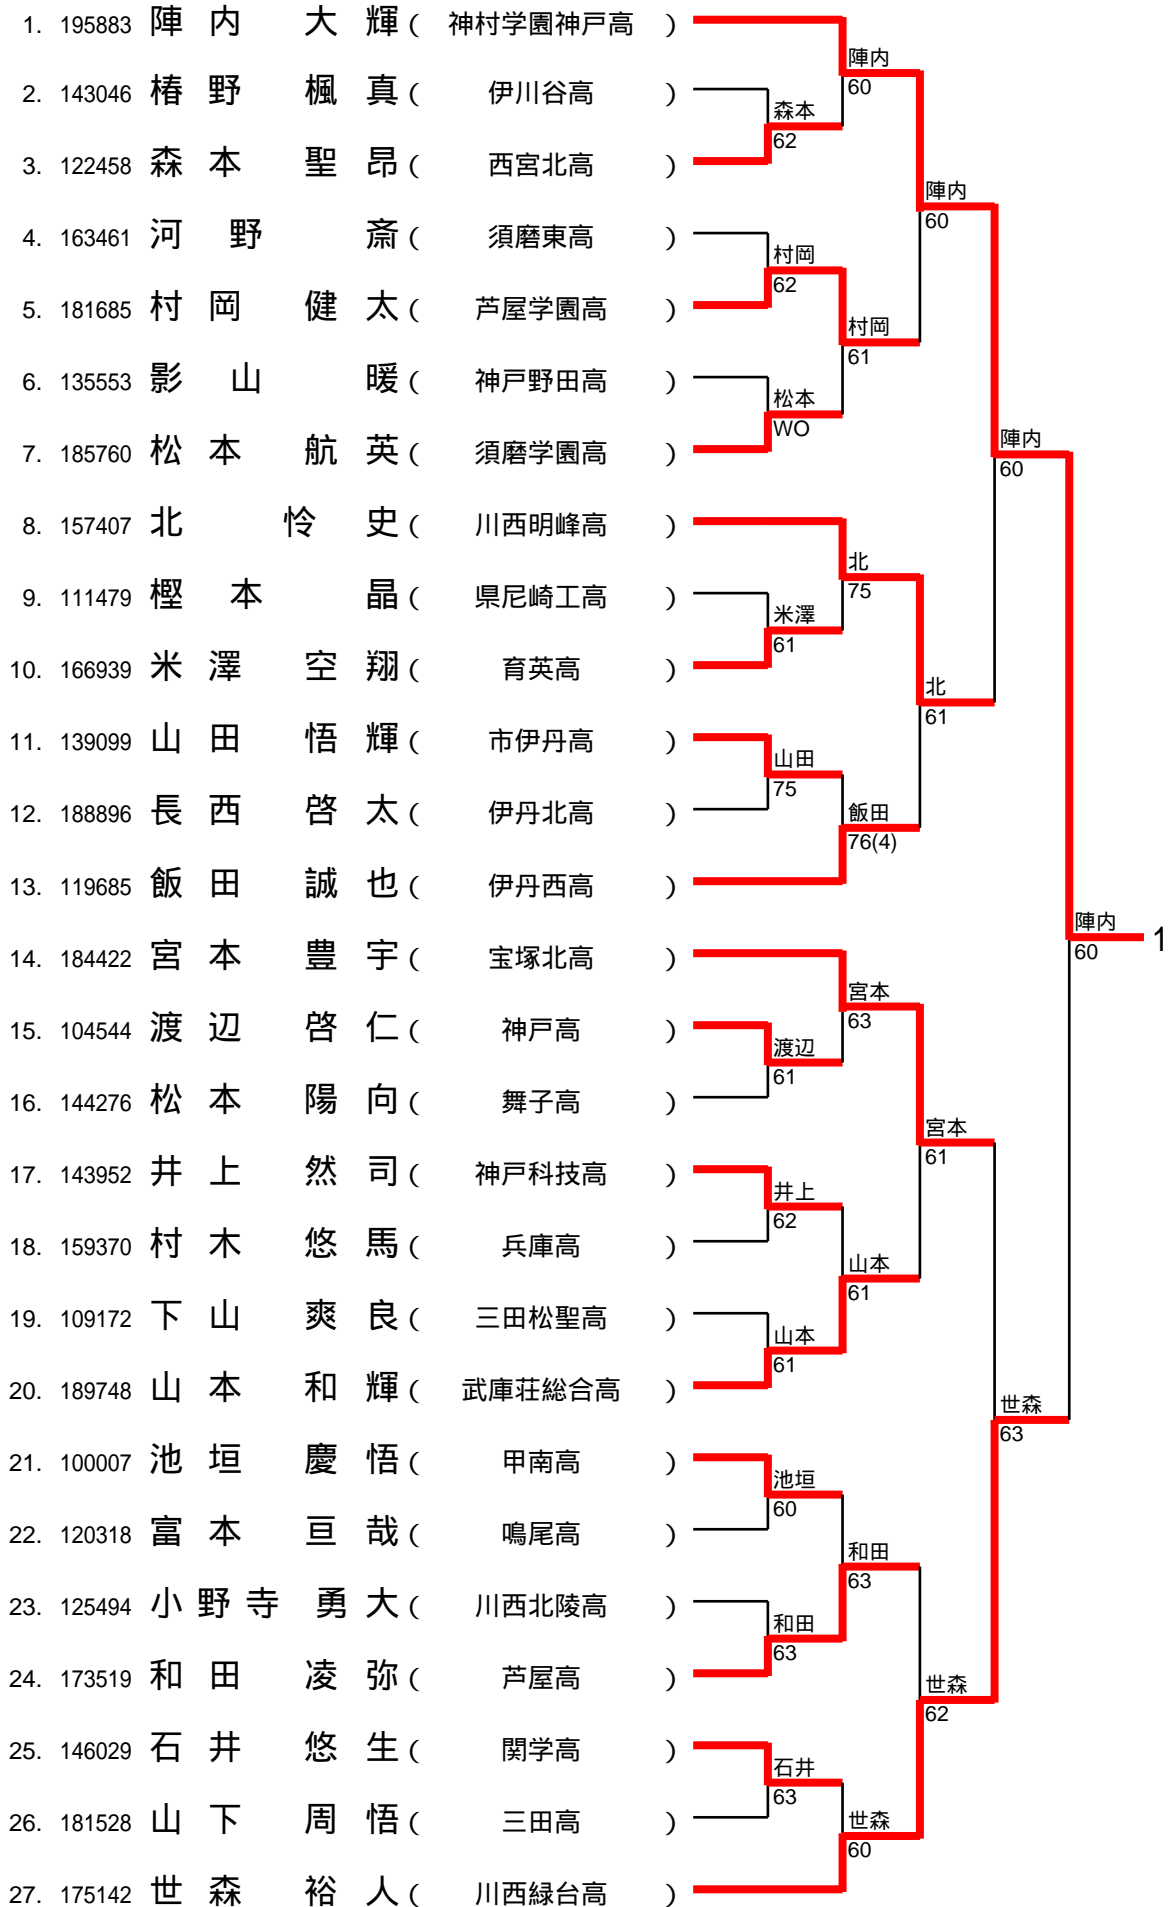 1. 195883 陣内 大輝 ( 神村学園神戸高 )
陣内
60
2. 143046 椿野 楓真 ( 伊川谷高 )
森本
62
3. 122458 森本 聖昂 ( 西宮北高 )
陣内
60
4. 163461 河野 斎 ( 須磨東高 )
村岡
62
5. 181685 村岡 健太 ( 芦屋学園高 )
村岡
61
6. 135553 影山 暖 ( 神戸野田高 )
松本
WO
7. 185760 松本 航英 ( 須磨学園高 )
陣内
60
8. 157407 北 怜史 ( 川西明峰高 )
北
75
9. 111479 樫本 晶 ( 県尼崎工高 )
米澤
61
10. 166939 米澤 空翔 ( 育英高 )
北
61
11. 139099 山田 悟輝 ( 市伊丹高 )
山田
75
12. 188896 長西 啓太 ( 伊丹北高 )
飯田
76(4)
13. 119685 飯田 誠也 ( 伊丹西高 )
陣内
60
1
14. 184422 宮本 豊宇 ( 宝塚北高 )
宮本
63
15. 104544 渡辺 啓仁 ( 神戸高 )
渡辺
61
16. 144276 松本 陽向 ( 舞子高 )
宮本
61
17. 143952 井上 然司 ( 神戸科技高 )
井上
62
18. 159370 村木 悠馬 ( 兵庫高 )
山本
61
19. 109172 下山 爽良 ( 三田松聖高 )
山本
61
20. 189748 山本 和輝 ( 武庫荘総合高 )
世森
63
21. 100007 池垣 慶悟 ( 甲南高 )
池垣
60
22. 120318 富本 亘哉 ( 鳴尾高 )
和田
63
23. 125494 小野寺 勇大 ( 川西北陵高 )
和田
63
24. 173519 和田 凌弥 ( 芦屋高 )
世森
62
25. 146029 石井 悠生 ( 関学高 )
石井
63
26. 181528 山下 周悟 ( 三田高 )
世森
60
27. 175142 世森 裕人 ( 川西緑台高 )